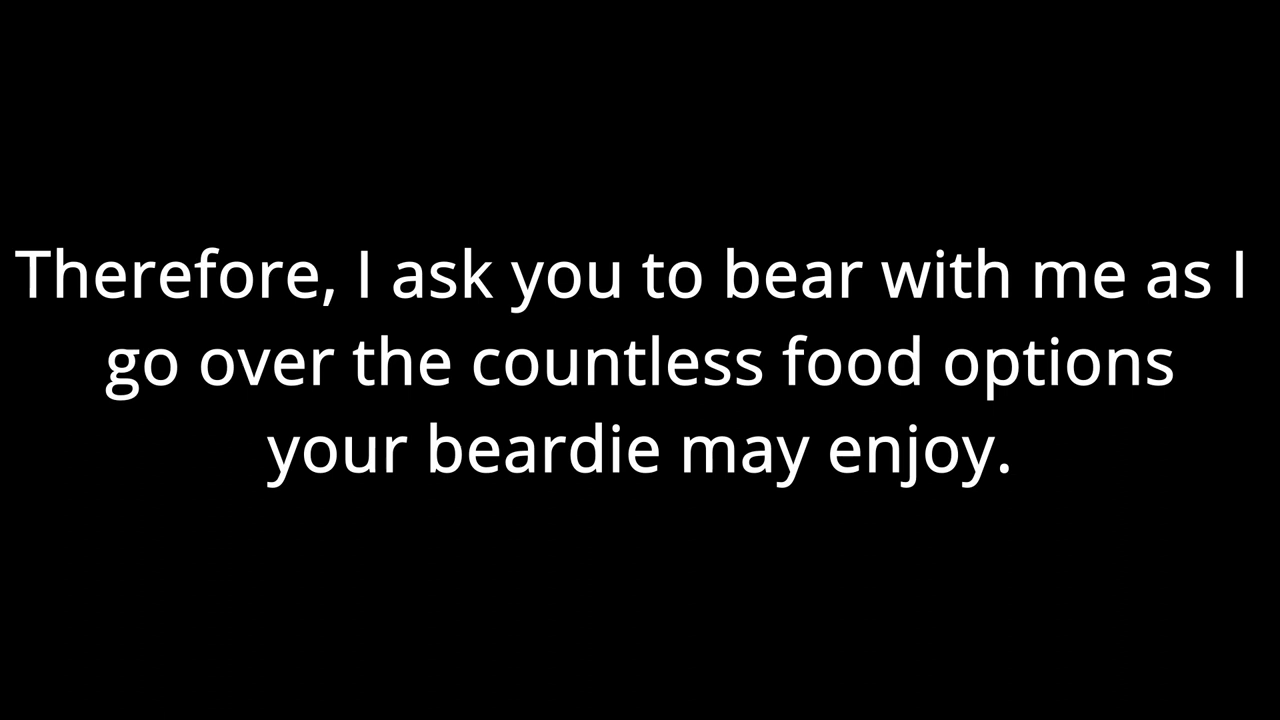 Therefore, I ask you to bear with me as I
go over the countless food options
your beardie may enjoy.